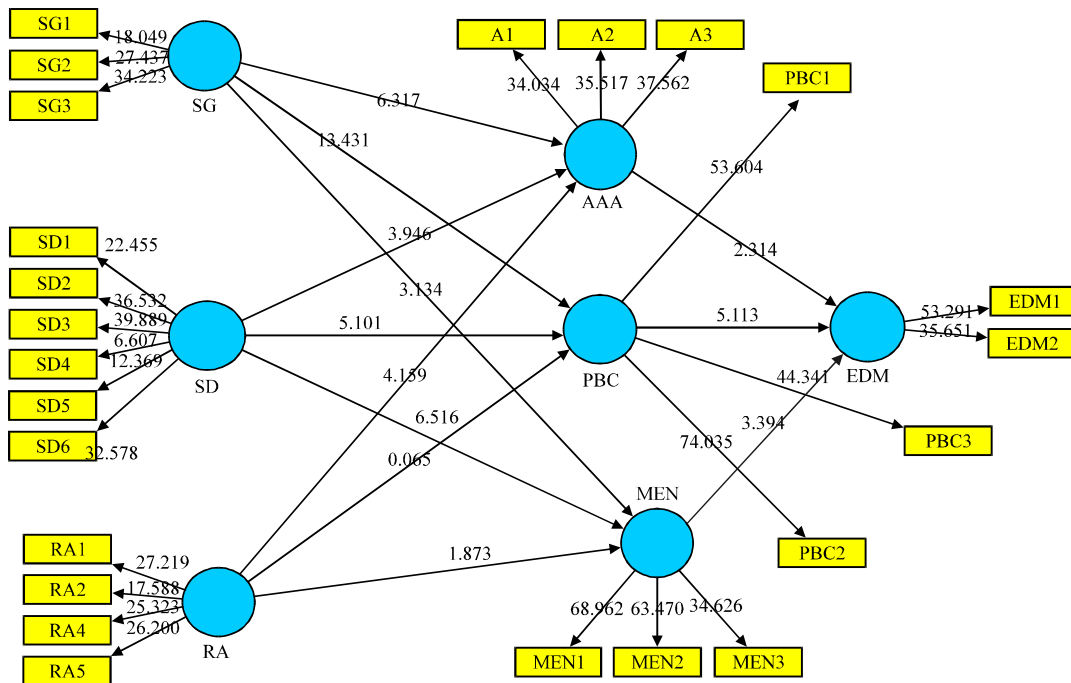 SG1
18.049
SG2
27.437
SG3
34.223
SG
A1
A2
A3
34.034
35.517
37.562
PBC1
6.317
13.431
53.604
AAA
SD1
22.455
SD2
36.532
SD3
39.889
SD4
6.607
SD5
12.369
SD6
32.578
SD
3.946
2.314
3.134
5.101
5.113
PBC
EDM
EDM1
53.291
EDM2
35.651
4.159
44.341
6.516
3.394
74.035
PBC3
0.065
MEN
RA1
27.219
RA2
17.588
RA4
25.323
RA5
26.200
RA
1.873
PBC2
68.962
63.470
34.626
MEN1
MEN2
MEN3